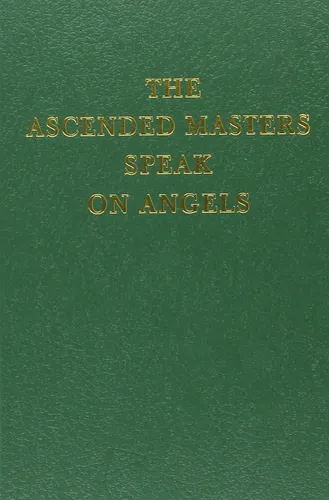 THE
ASCENDED MASTERS
SPEAK
ON ANGELS